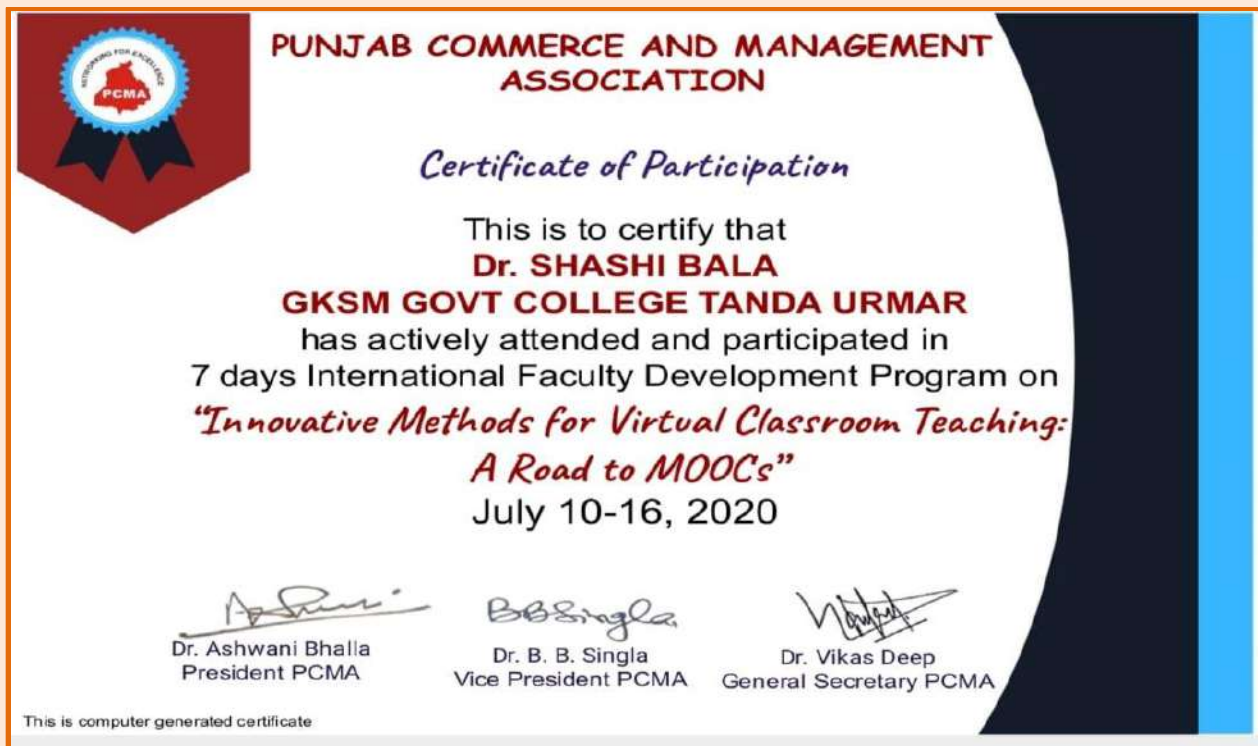 NETWORKING FOR EXCELLENCE
PCMA
PUNJAB COMMERCE AND MANAGEMENT
ASSOCIATION
Certificate of Participation
This is to certify that
Dr. SHASHI BALA
GKSM GOVT COLLEGE TANDA URMAR
has actively attended and participated in
7 days International Faculty Development Program on
“Innovative Methods for Virtual Classroom Teaching:
A Road to MOOCs”
July 10-16, 2020
BBSingla
Dr. Ashwani Bhalla
President PCMA
Dr. B. B. Singla
Vice President PCMA
Dr. Vikas Deep
General Secretary PCMA
This is computer generated certificate